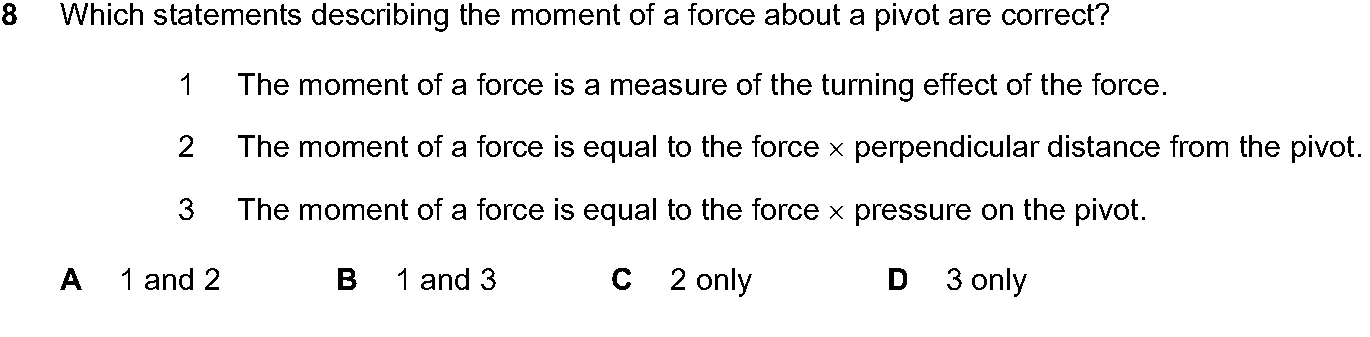 8 Which statements describing the moment of a force about a pivot are correct?
1 The moment of a force is a measure of the turning effect of the force.
2 The moment of a force is equal to the force × perpendicular distance from the pivot.
3 The moment of a force is equal to the force × pressure on the pivot.
A 1 and 2 B 1 and 3 C 2 only D 3 only